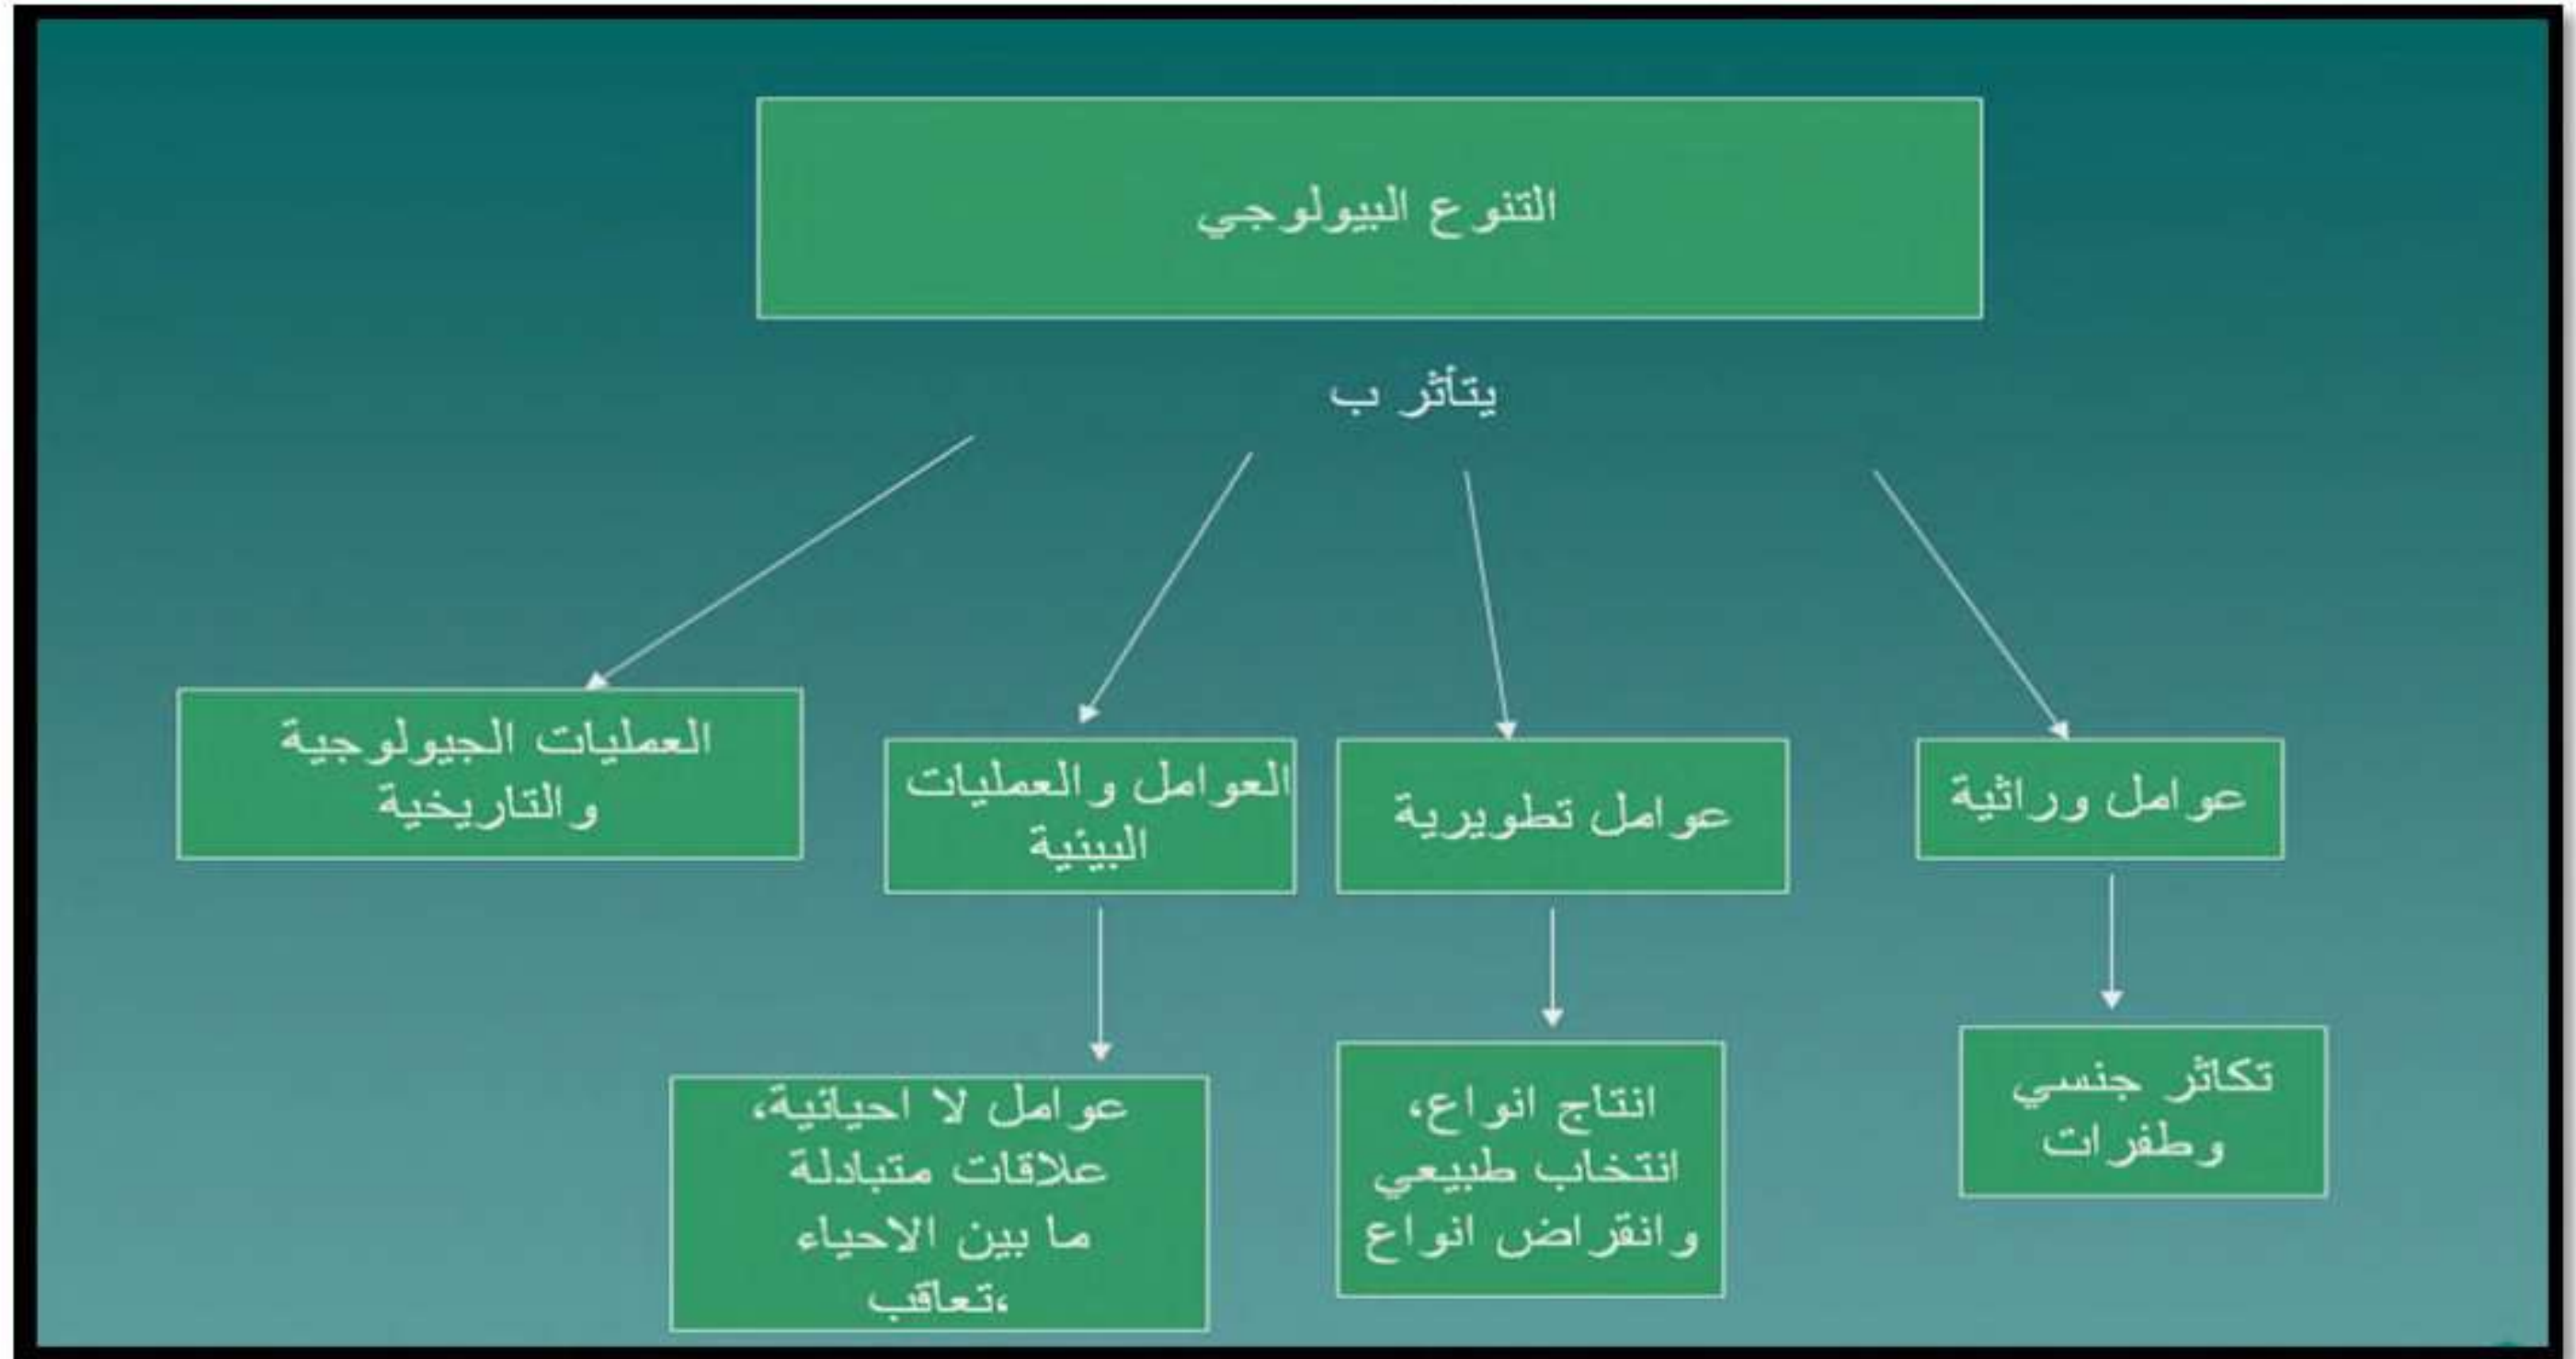 التنوع البيولوجي
يتأثر ب
عوامل وراثية
عوامل تطويرية
العوامل والعمليات
البيئية
العمليات الجيولوجية
والتاريخية
تكاثر جنسي
وطفرات
انتاج انواع،
انتخاب طبيعي
وانقراض انواع
عوامل لا احيائية،
علاقات متبادلة
ما بين الاحياء
،تعاقب